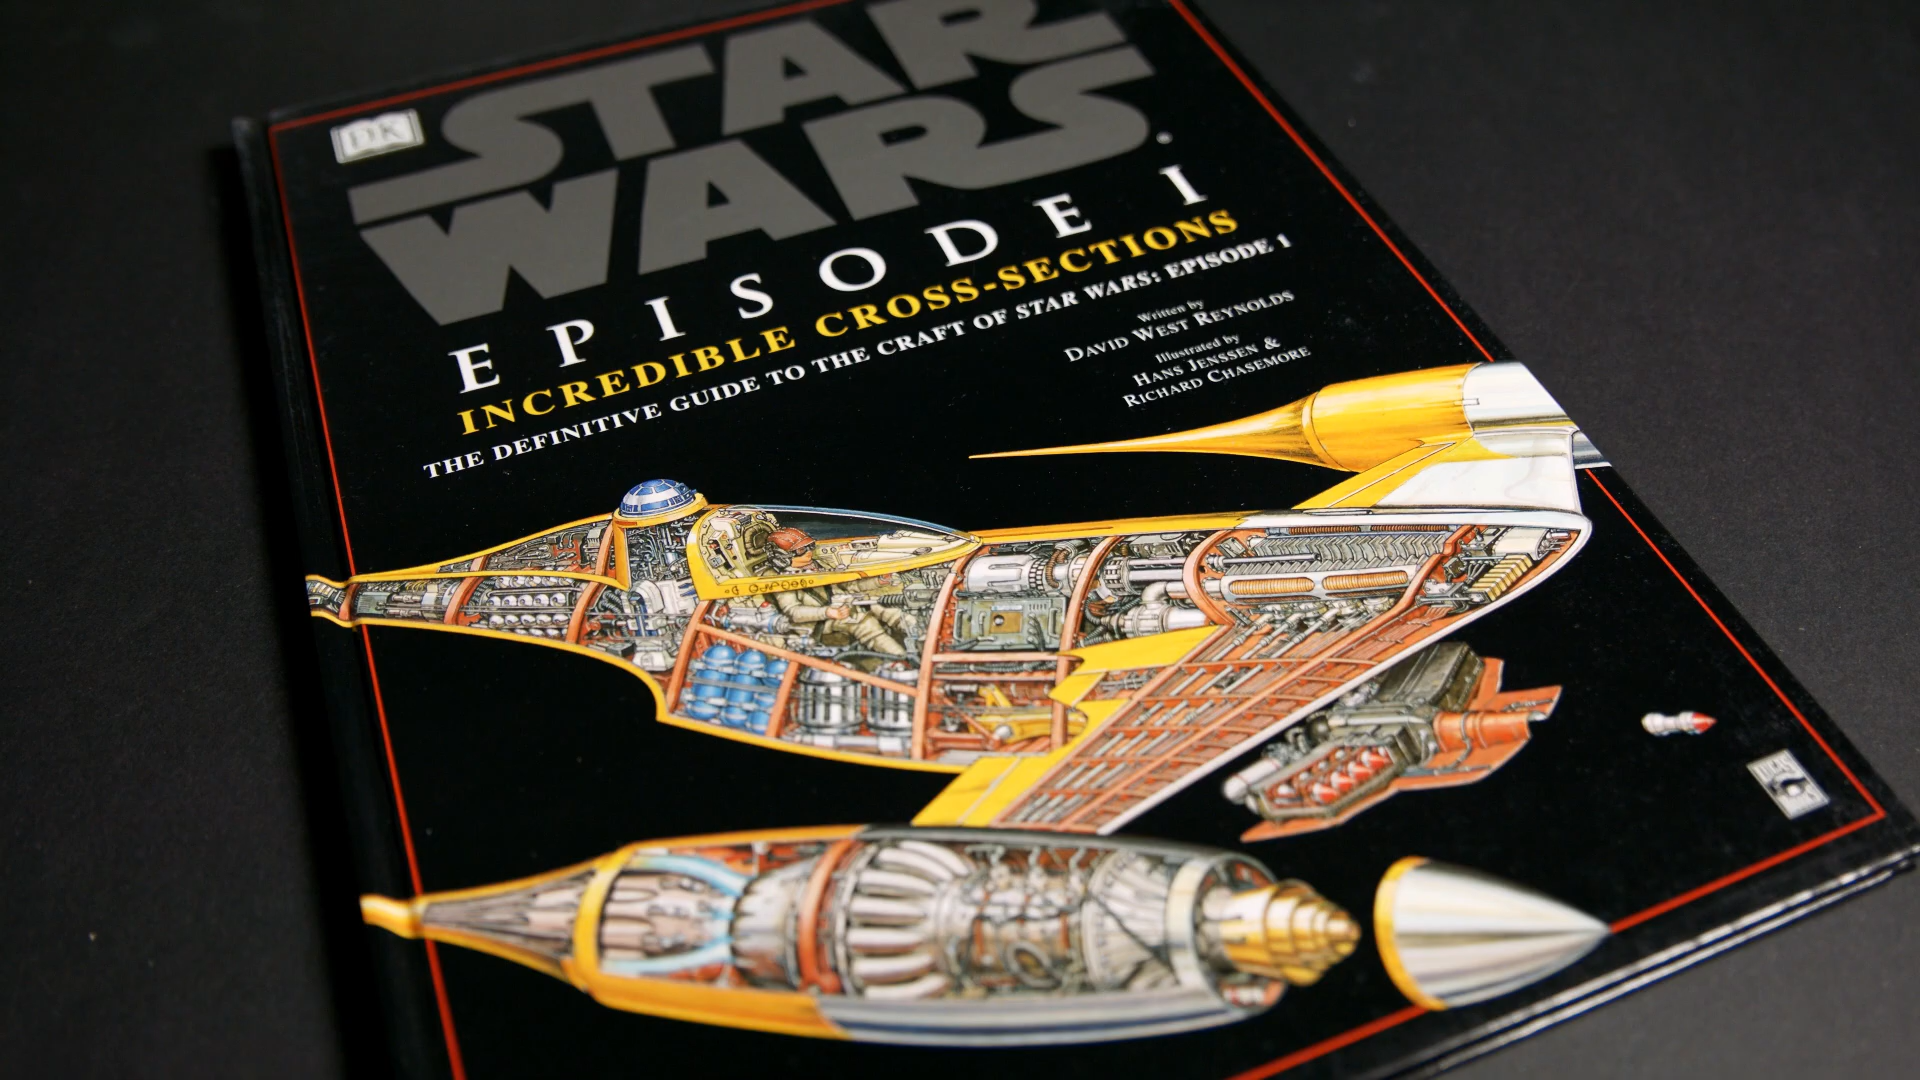 DK
STAR
WARS
EPISODE I
INCREDIBLE CROSS-SECTIONS
THE DEFINITIVE GUIDE TO THE CRAFT OF STAR WARS: EPISODE 1
Written by
DAVID WEST REYNOLDS
Illustrated by
HANS JENSSEN &
RICHARD CHASEMORE